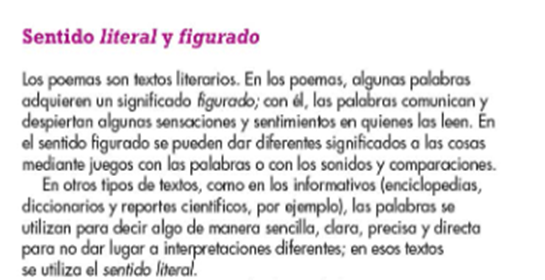 Sentido literal y figurado
Los poemas son textos literarios. En los poemas, algunas palabras
adquieren un significado figurado; con él, las palabras comunican y
despiertan algunas sensaciones y sentimientos en quienes las leen. En
el sentido figurado se pueden dar diferentes significados a las cosas
mediante juegos con las palabras o con los sonidos y comparaciones.
En otros tipos de textos, como en los informativos (enciclopedias,
diccionarios y reportes científicos, por ejemplo), las palabras se
utilizan para decir algo de manera sencilla, clara, precisa y directa
para no dar lugar a interpretaciones diferentes; en esos textos
se utiliza el sentido literal.